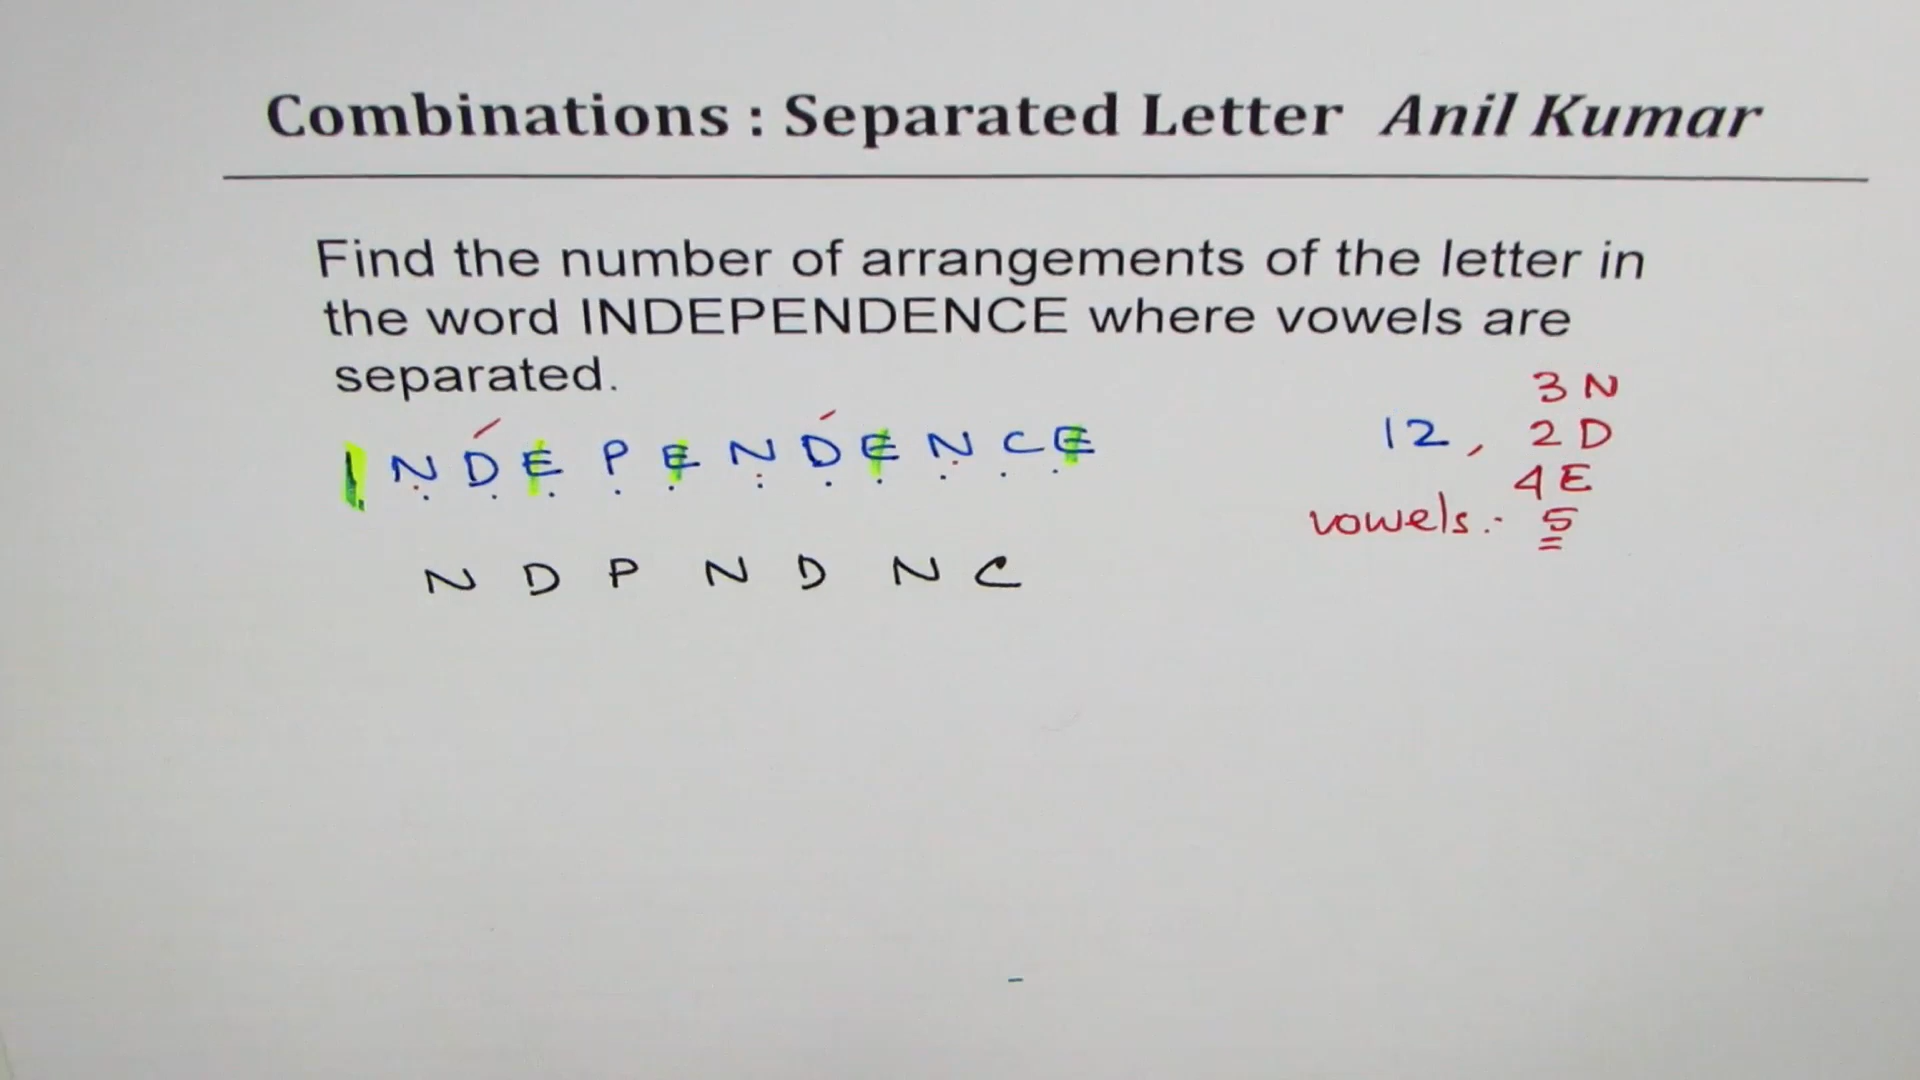 Combinations : Separated Letter Anil Kumar
Find the number of arrangements of the letter in
the word INDEPENDENCE where vowels are
separated.
3 N
12, 2 D
4 E
vowels :- 5
I N D E P E N D E N C E
N D P N D N C